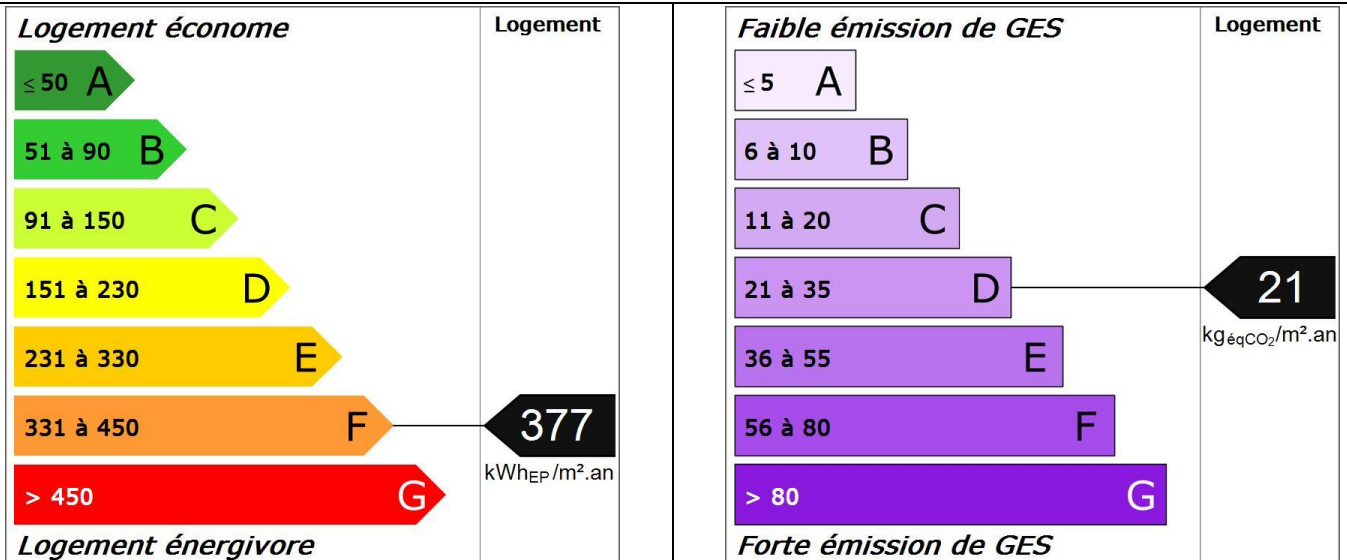 Logement économe
Logement
≤ 50 A
51 à 90 B
91 à 150 C
151 à 230 D
231 à 330 E
331 à 450 F
377
kWhEP/m².an
> 450 G
Logement énergivore
Faible émission de GES
Logement
≤ 5 A
6 à 10 B
11 à 20 C
21 à 35 D
21
kgéqCO₂/m².an
36 à 55 E
56 à 80 F
> 80 G
Forte émission de GES